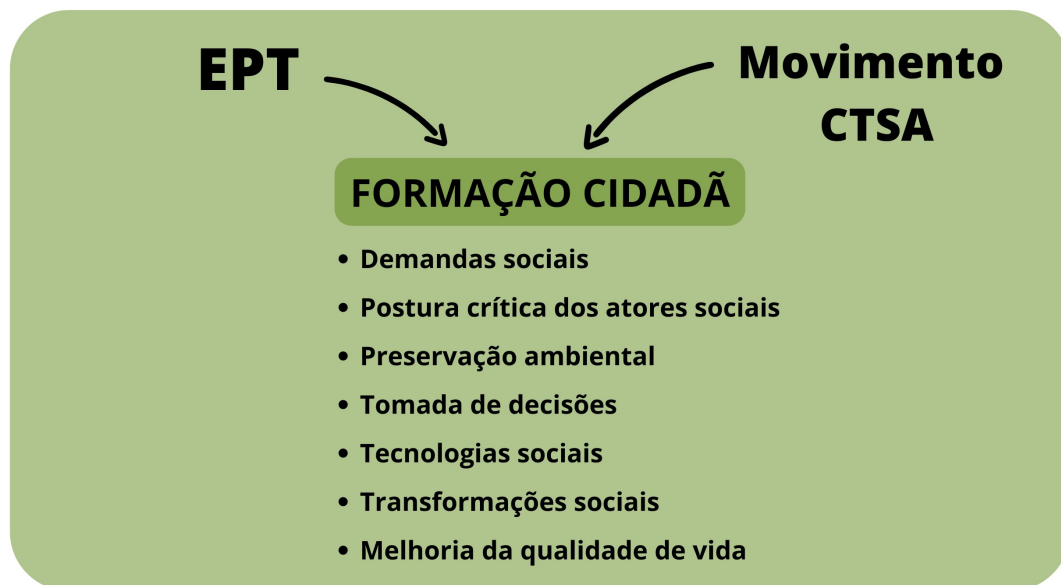 EPT
Movimento
CTSA
FORMAÇÃO CIDADÃ
• Demandas sociais
• Postura crítica dos atores sociais
• Preservação ambiental
• Tomada de decisões
• Tecnologias sociais
• Transformações sociais
• Melhoria da qualidade de vida